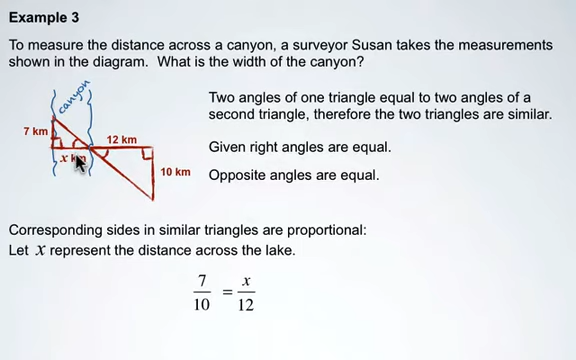 Example 3
To measure the distance across a canyon, a surveyor Susan takes the measurements
shown in the diagram. What is the width of the canyon?
canyon
7 km
12 km
x km
10 km
Two angles of one triangle equal to two angles of a
second triangle, therefore the two triangles are similar.
Given right angles are equal.
Opposite angles are equal.
Corresponding sides in similar triangles are proportional:
Let x represent the distance across the lake.
7/10 = x/12